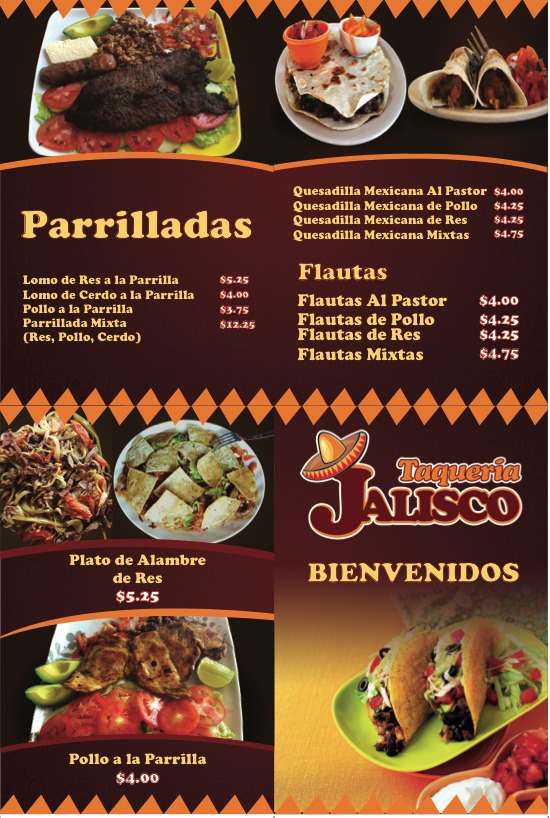 Parrilladas
Lomo de Res a la Parrilla $5.25
Lomo de Cerdo a la Parrilla $4.00
Pollo a la Parrilla $3.75
Parrillada Mixta $12.25
(Res, Pollo, Cerdo)
Quesadilla Mexicana Al Pastor $4.00
Quesadilla Mexicana de Pollo $4.25
Quesadilla Mexicana de Res $4.25
Quesadilla Mexicana Mixtas $4.75
Flautas
Flautas Al Pastor $4.00
Flautas de Pollo $4.25
Flautas de Res $4.25
Flautas Mixtas $4.75
Plato de Alambre
de Res
$5.25
Pollo a la Parrilla
$4.00
Taqueria
JALISCO
BIENVENIDOS